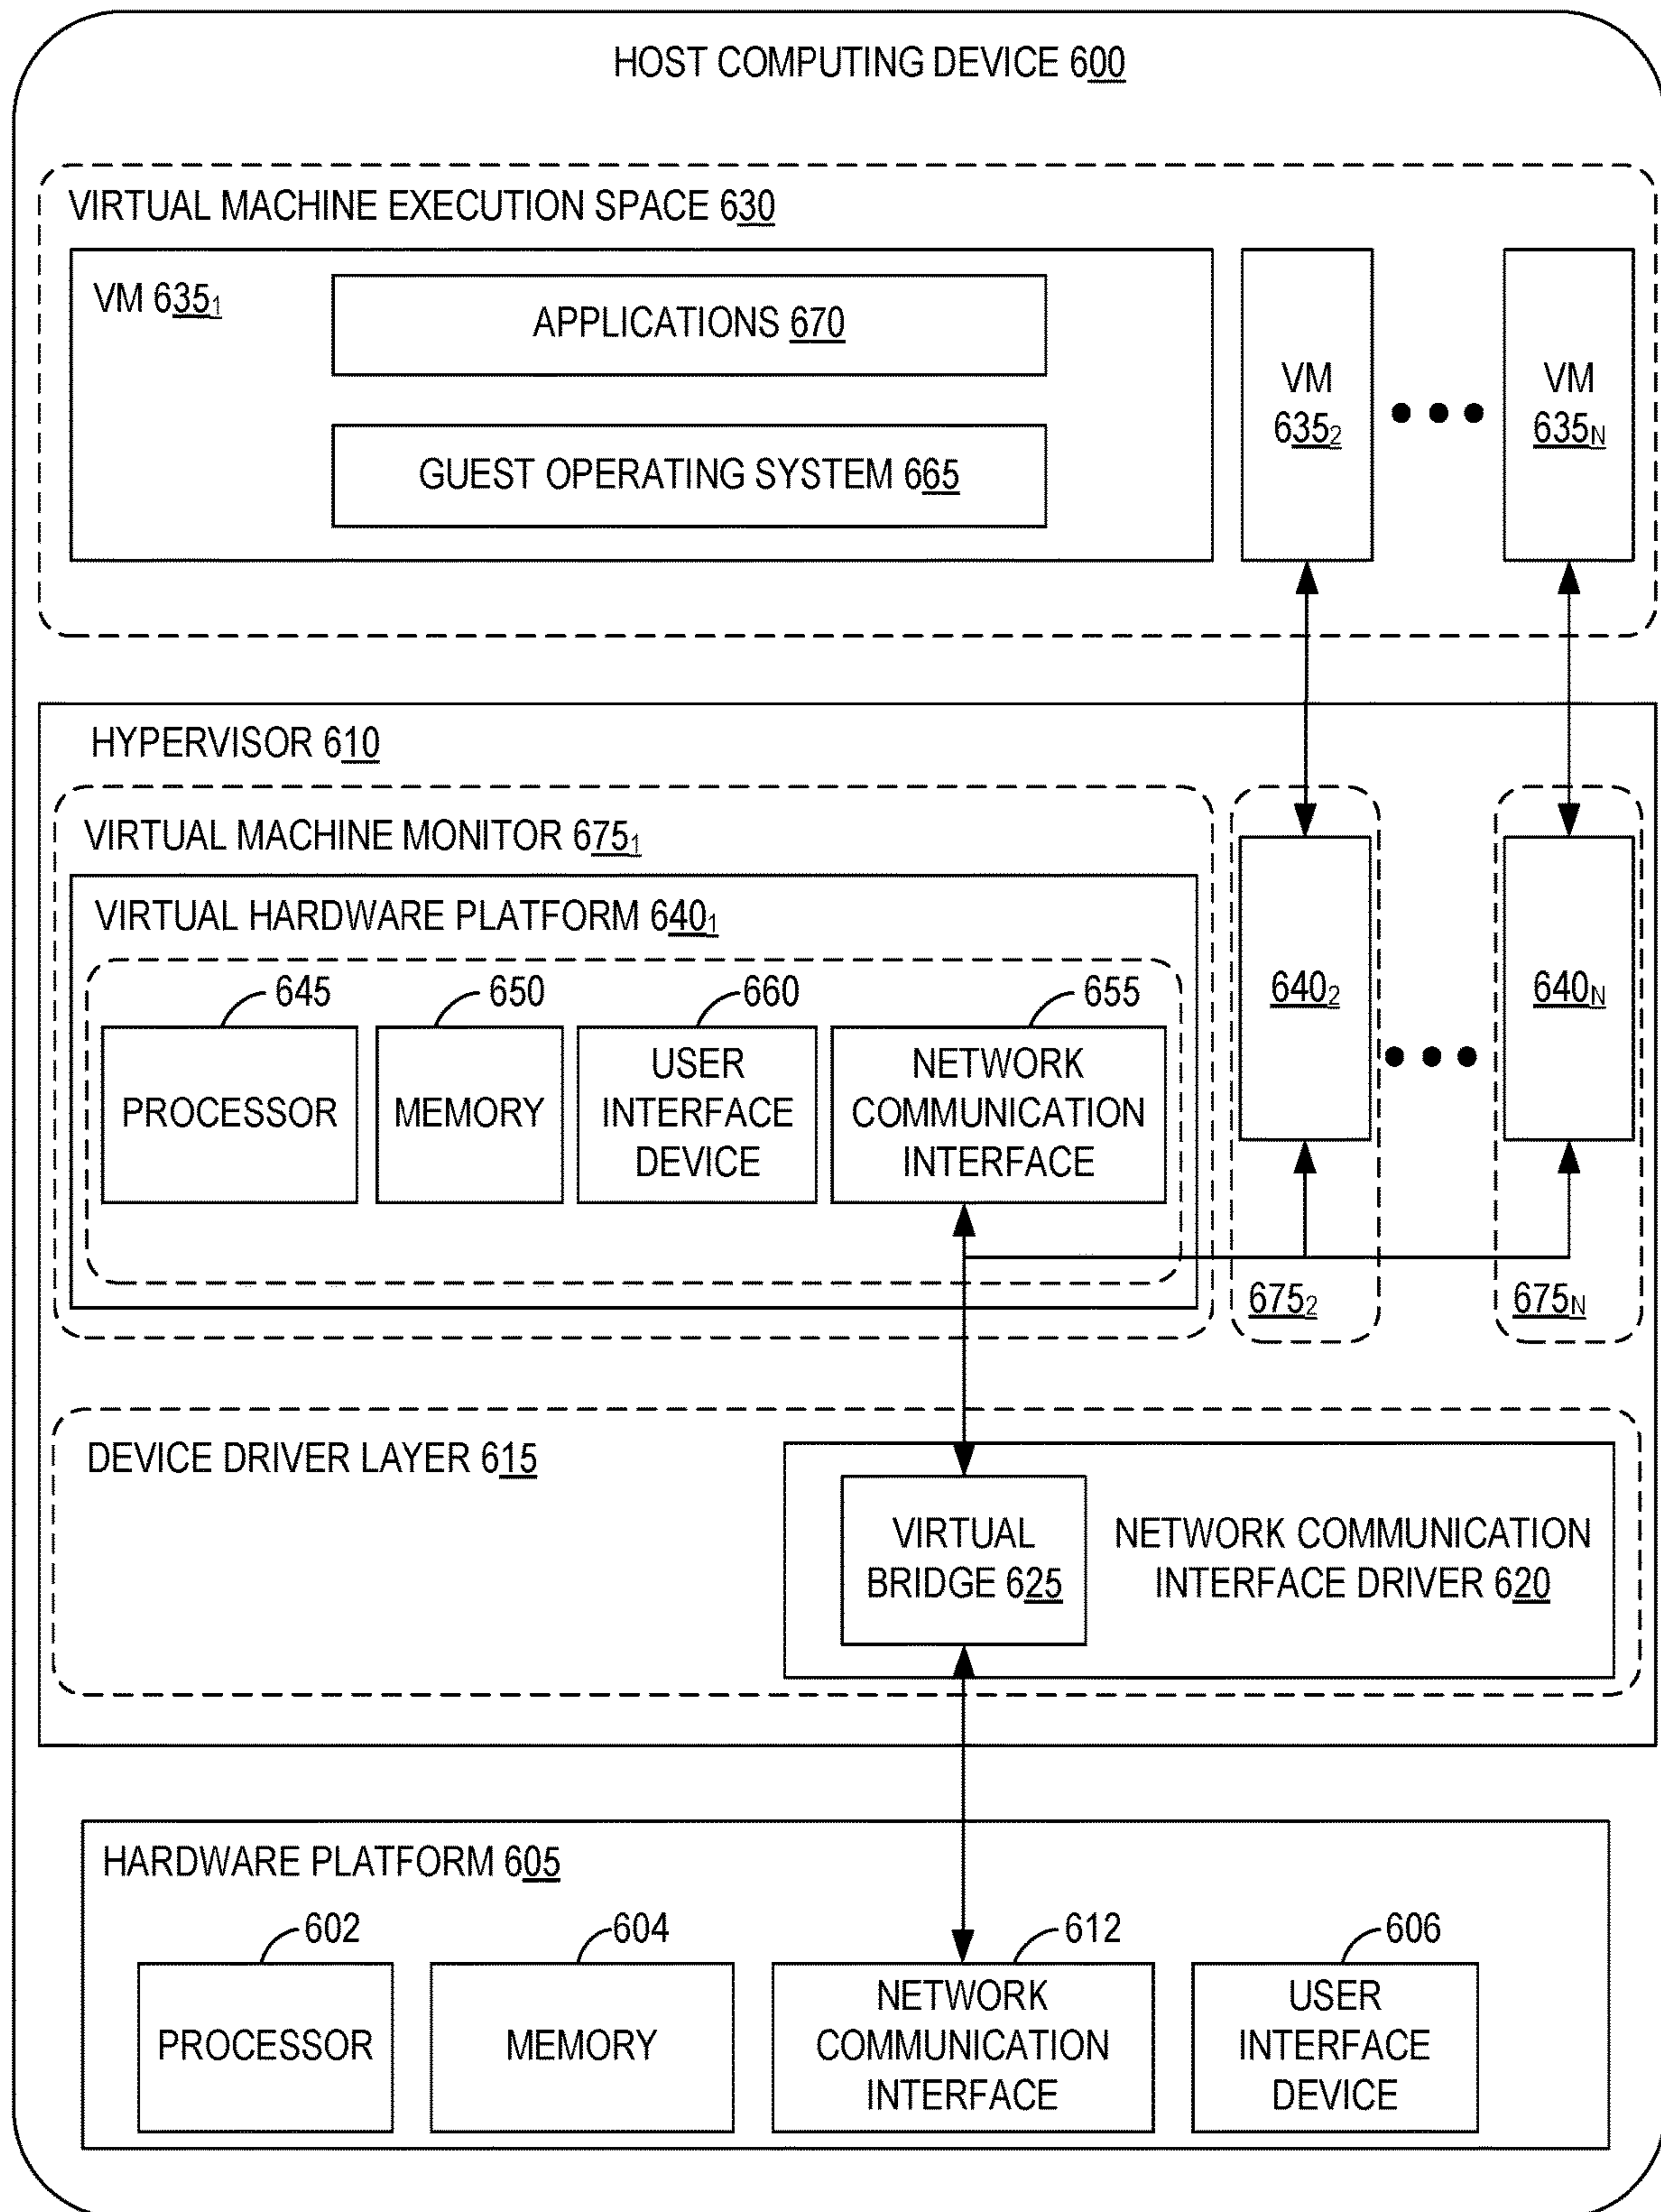 HOST COMPUTING DEVICE 600
VIRTUAL MACHINE EXECUTION SPACE 630
VM 635₁
APPLICATIONS 670
GUEST OPERATING SYSTEM 665
VM
635₂
VM
635ₙ
HYPERVISOR 610
VIRTUAL MACHINE MONITOR 675₁
VIRTUAL HARDWARE PLATFORM 640₁
645
650
660
655
PROCESSOR
MEMORY
USER
INTERFACE
DEVICE
NETWORK
COMMUNICATION
INTERFACE
640₂
640ₙ
675₂
675ₙ
DEVICE DRIVER LAYER 615
VIRTUAL
BRIDGE 625
NETWORK COMMUNICATION
INTERFACE DRIVER 620
HARDWARE PLATFORM 605
602
604
612
606
PROCESSOR
MEMORY
NETWORK
COMMUNICATION
INTERFACE
USER
INTERFACE
DEVICE